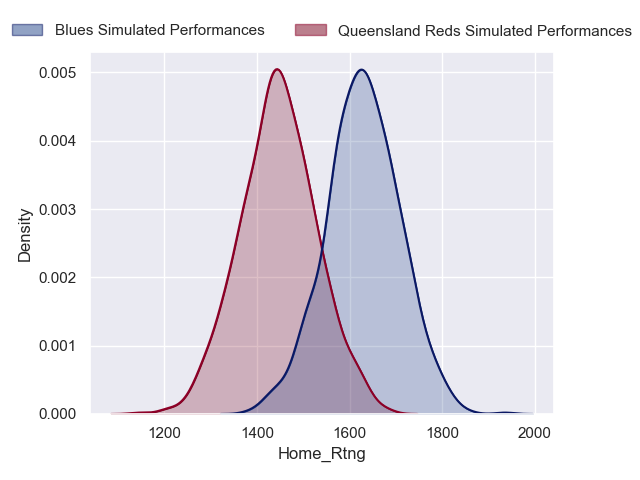 Blues Simulated Performances
Queensland Reds Simulated Performances
0.005
0.004
0.003
0.002
0.001
0.000
Density
1200
1400
1600
1800
2000
Home_Rtng